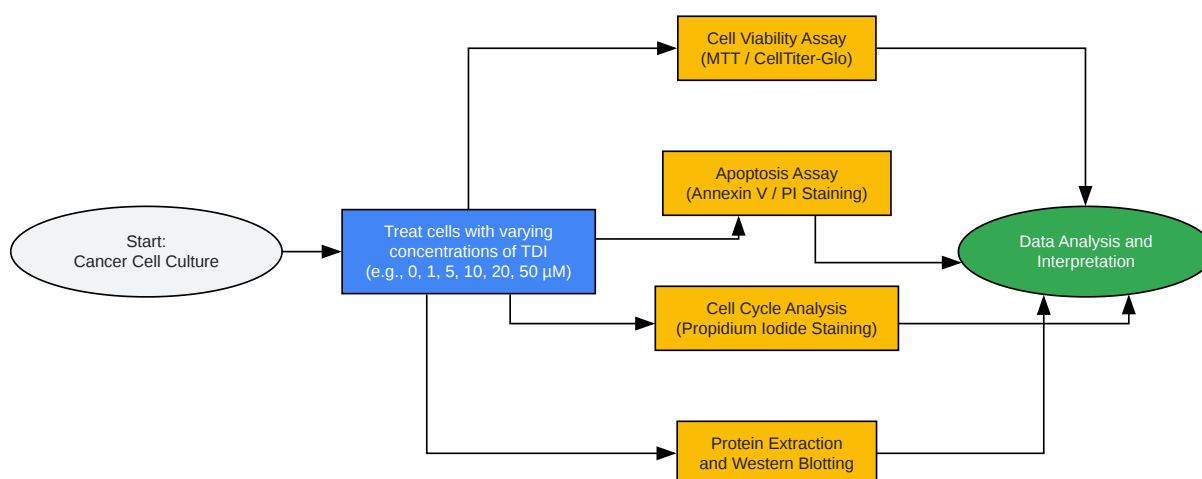 Start:
Cancer Cell Culture
Treat cells with varying
concentrations of TDI
(e.g., 0, 1, 5, 10, 20, 50 µM)
Cell Viability Assay
(MTT / CellTiter-Glo)
Apoptosis Assay
(Annexin V / PI Staining)
Cell Cycle Analysis
(Propidium Iodide Staining)
Protein Extraction
and Western Blotting
Data Analysis and
Interpretation